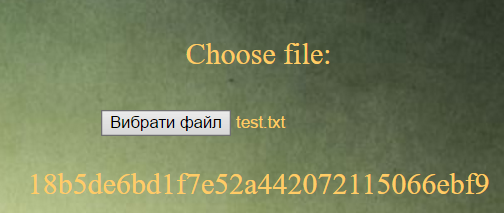 Choose file:
Вибрати файл test.txt
18b5de6bd1f7e52a442072115066ebf9